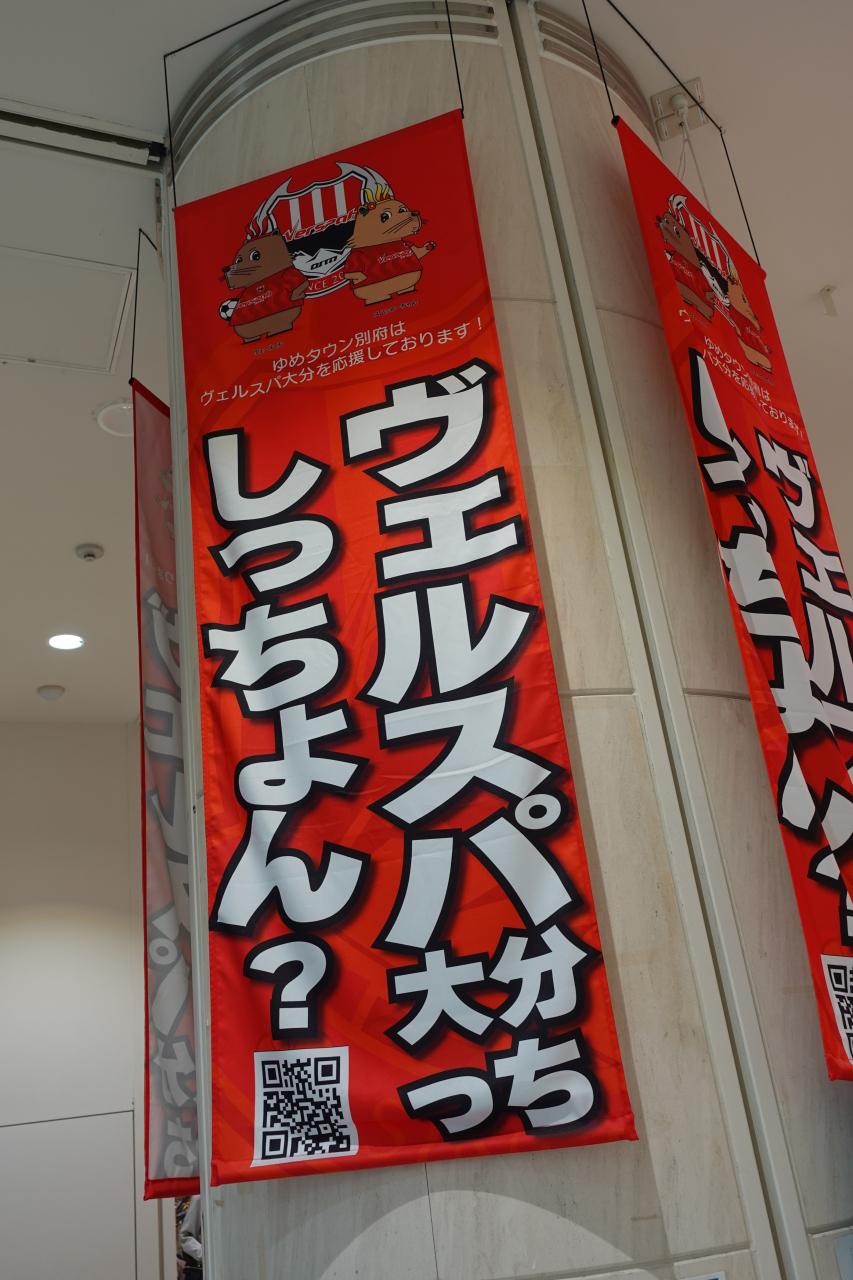 Verspah
OITA
ゆめタウン別府は
ヴェルスパ大分を応援しております!
ヴェルスパ大分っち
しっちょん?